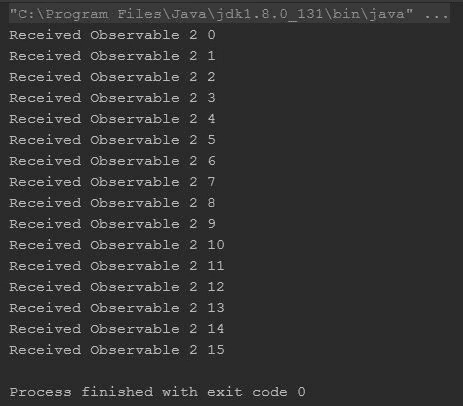 "C:\Program Files\Java\jdk1.8.0_131\bin\java" ...
Received Observable 2 0
Received Observable 2 1
Received Observable 2 2
Received Observable 2 3
Received Observable 2 4
Received Observable 2 5
Received Observable 2 6
Received Observable 2 7
Received Observable 2 8
Received Observable 2 9
Received Observable 2 10
Received Observable 2 11
Received Observable 2 12
Received Observable 2 13
Received Observable 2 14
Received Observable 2 15
Process finished with exit code 0